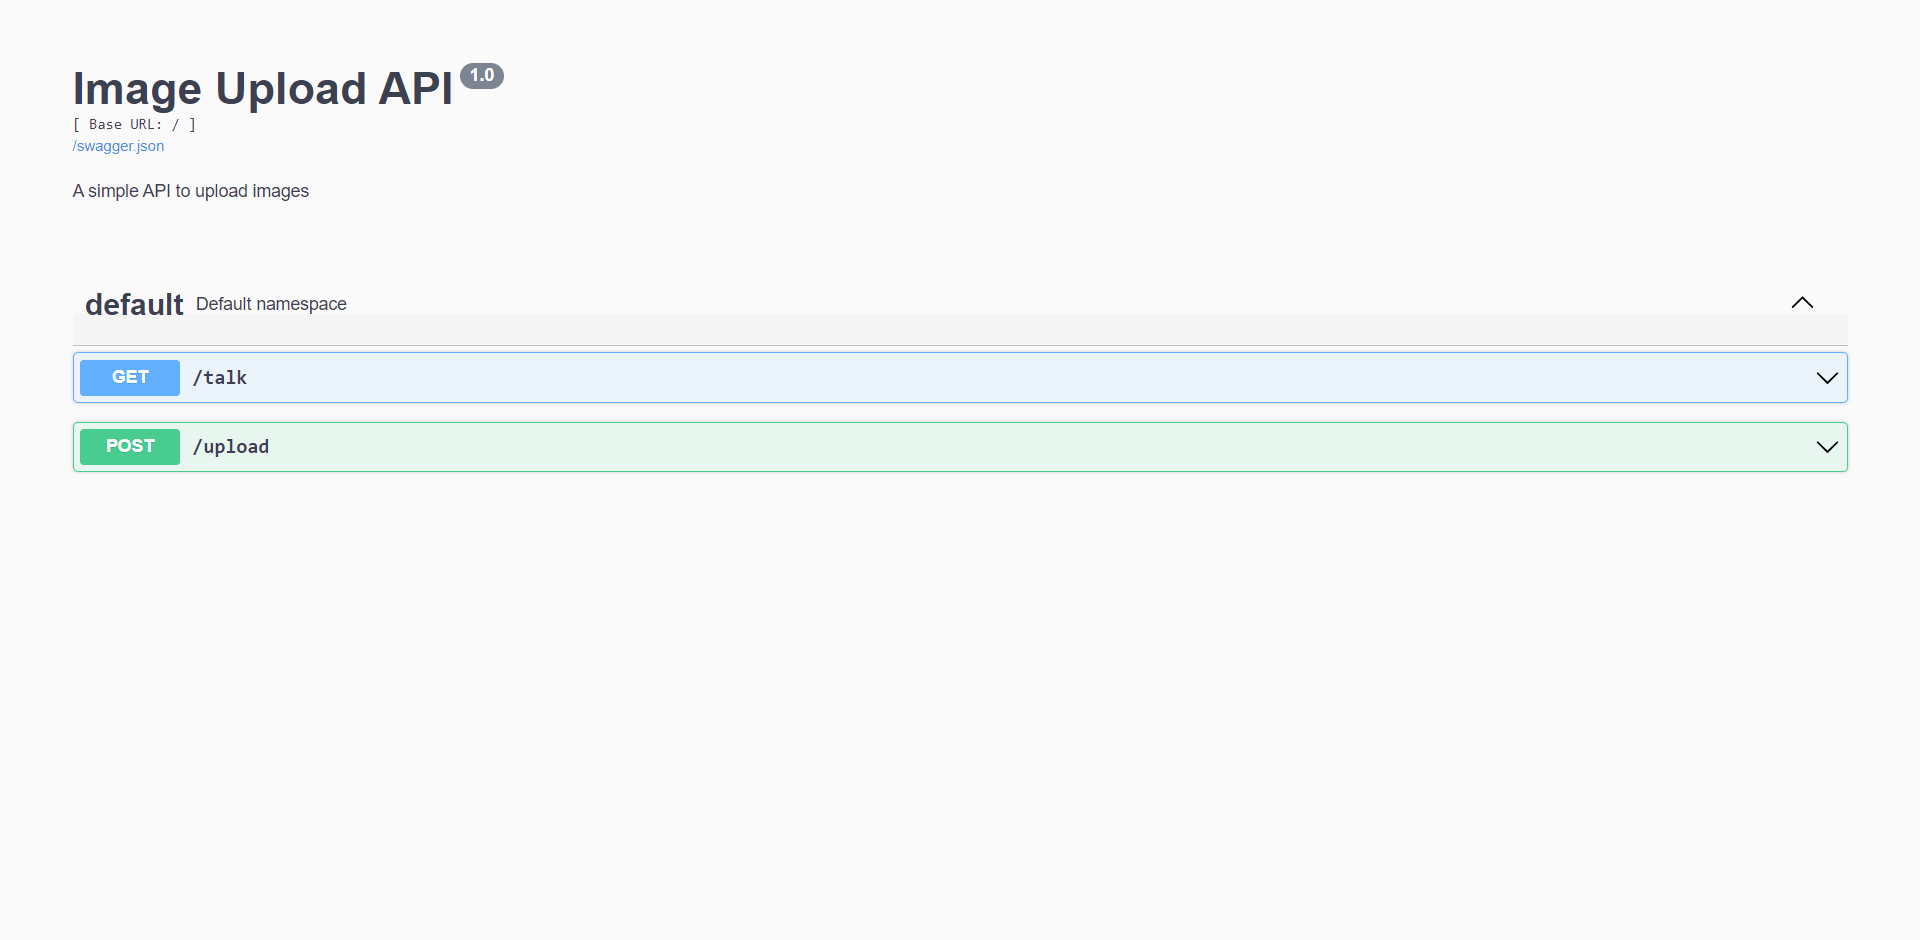 Image Upload API 1.0
[ Base URL: / ]
/swagger.json
A simple API to upload images
default Default namespace
GET /talk
POST /upload